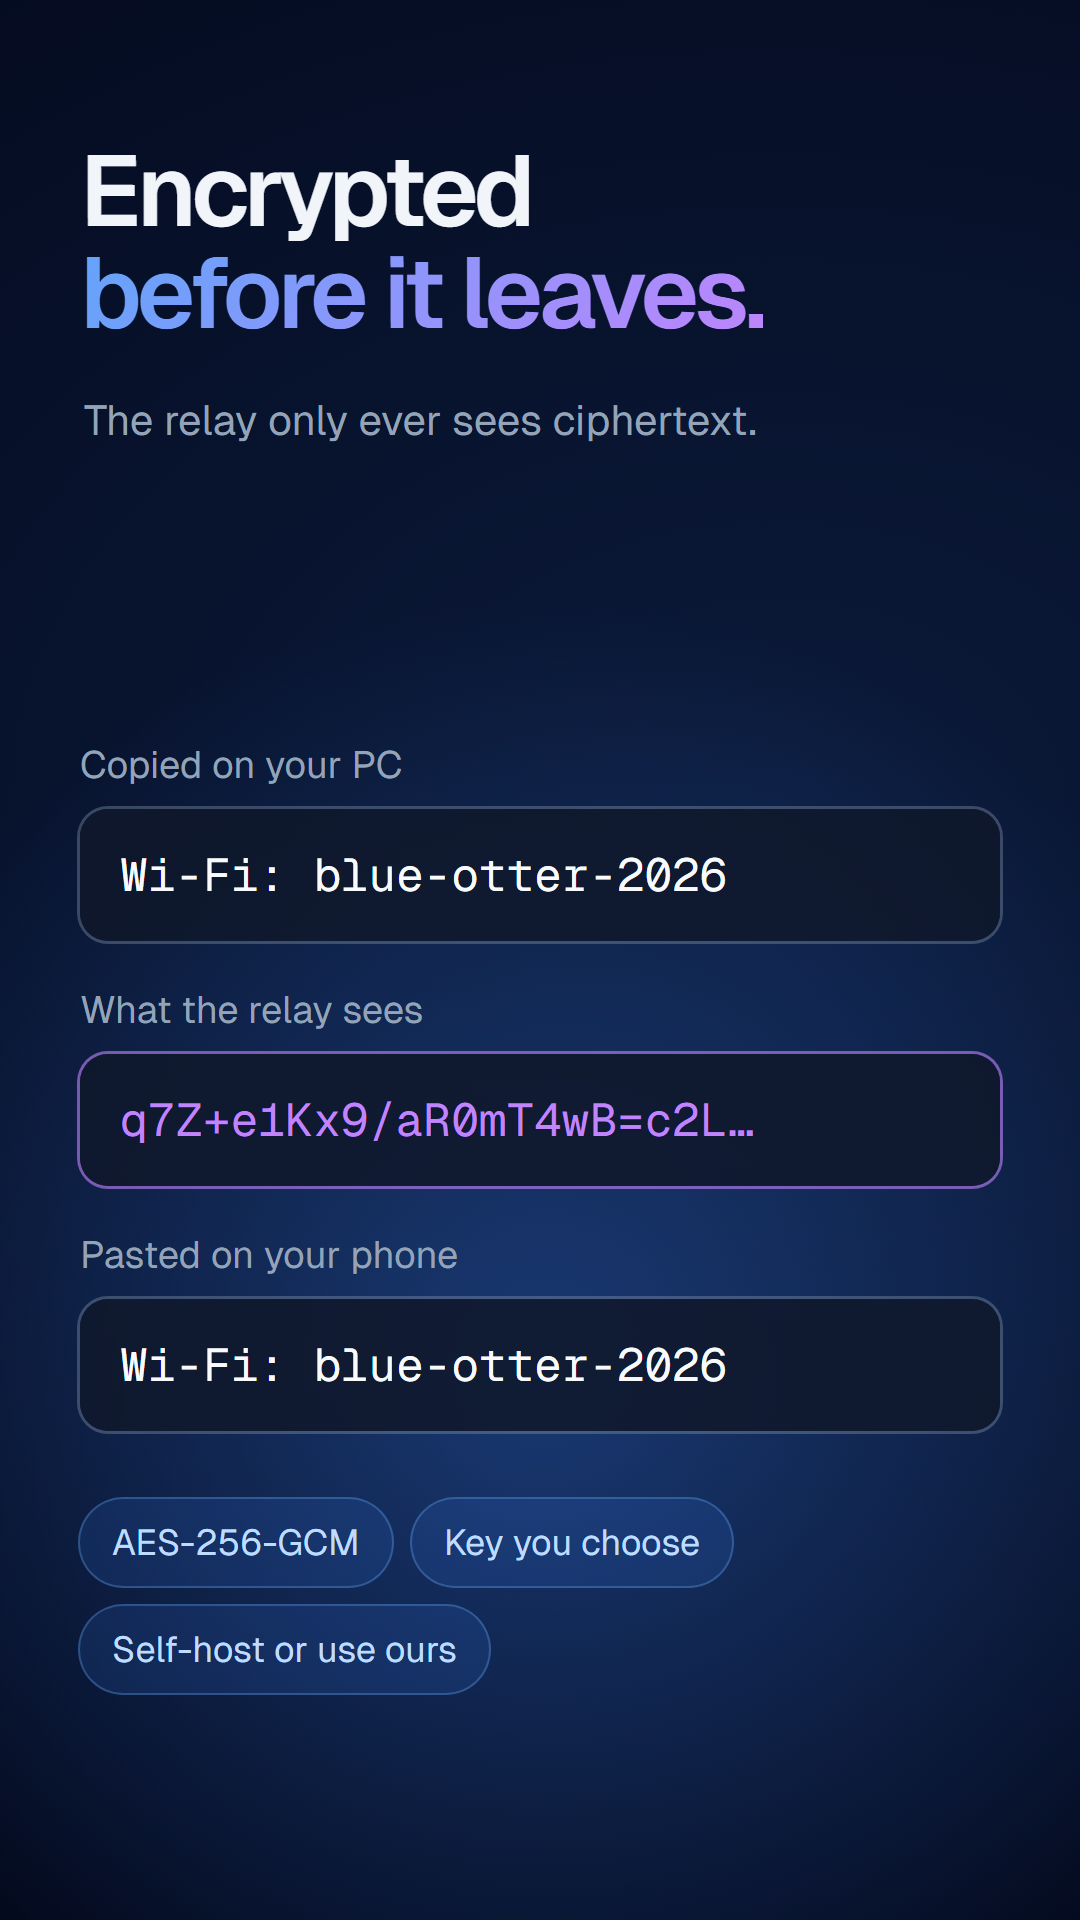 Encrypted
before it leaves.
The relay only ever sees ciphertext.
Copied on your PC
Wi-Fi: blue-otter-2026
What the relay sees
q7Z+e1Kx9/aR0mT4wB=c2L…
Pasted on your phone
Wi-Fi: blue-otter-2026
AES-256-GCM
Key you choose
Self-host or use ours